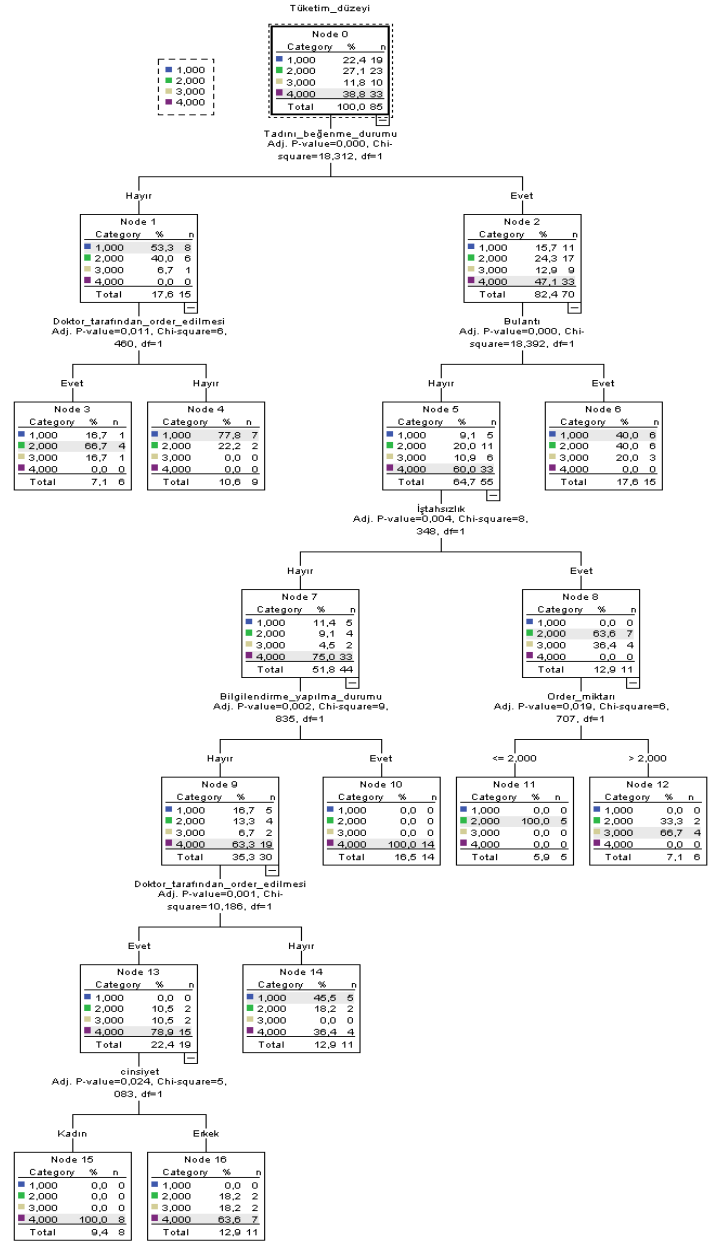 Tüketim_düzeyi
Node 0
Category % n
1,000 22,4 19
2,000 27,1 23
3,000 11,8 10
4,000 38,8 33
Total 100,0 85
1,000
2,000
3,000
4,000
Tadını_beğenme_durumu
Adj. P-value=0,000, Chi-
square=18,312, df=1
Hayır
Evet
Node 1
Category % n
1,000 53,3 8
2,000 40,0 6
3,000 6,7 1
4,000 0,0 0
Total 17,6 15
Node 2
Category % n
1,000 15,7 11
2,000 24,3 17
3,000 12,9 9
4,000 47,1 33
Total 82,4 70
Doktor_tarafından_order_edilmesi
Adj. P-value=0,011, Chi-square=6,
460, df=1
Bulantı
Adj. P-value=0,000, Chi-
square=18,392, df=1
Evet
Hayır
Hayır
Evet
Node 3
Category % n
1,000 16,7 1
2,000 66,7 4
3,000 16,7 1
4,000 0,0 0
Total 7,1 6
Node 4
Category % n
1,000 77,8 7
2,000 22,2 2
3,000 0,0 0
4,000 0,0 0
Total 10,6 9
Node 5
Category % n
1,000 9,1 5
2,000 20,0 11
3,000 10,9 6
4,000 60,0 33
Total 64,7 55
Node 6
Category % n
1,000 40,0 6
2,000 40,0 6
3,000 20,0 3
4,000 0,0 0
Total 17,6 15
İştahsızlık
Adj. P-value=0,004, Chi-square=8,
348, df=1
Hayır
Evet
Node 7
Category % n
1,000 11,4 5
2,000 9,1 4
3,000 4,5 2
4,000 75,0 33
Total 51,8 44
Node 8
Category % n
1,000 0,0 0
2,000 63,6 7
3,000 36,4 4
4,000 0,0 0
Total 12,9 11
Bilgilendirme_yapılma_durumu
Adj. P-value=0,002, Chi-square=9,
835, df=1
Order_miktarı
Adj. P-value=0,019, Chi-square=6,
707, df=1
Hayır
Evet
<= 2,000
> 2,000
Node 9
Category % n
1,000 16,7 5
2,000 13,3 4
3,000 6,7 2
4,000 63,3 19
Total 35,3 30
Node 10
Category % n
1,000 0,0 0
2,000 0,0 0
3,000 0,0 0
4,000 100,0 14
Total 16,5 14
Node 11
Category % n
1,000 0,0 0
2,000 100,0 5
3,000 0,0 0
4,000 0,0 0
Total 5,9 5
Node 12
Category % n
1,000 0,0 0
2,000 33,3 2
3,000 66,7 4
4,000 0,0 0
Total 7,1 6
Doktor_tarafından_order_edilmesi
Adj. P-value=0,001, Chi-
square=10,186, df=1
Evet
Hayır
Node 13
Category % n
1,000 0,0 0
2,000 10,5 2
3,000 10,5 2
4,000 78,9 15
Total 22,4 19
Node 14
Category % n
1,000 45,5 5
2,000 18,2 2
3,000 0,0 0
4,000 36,4 4
Total 12,9 11
cinsiyet
Adj. P-value=0,024, Chi-square=5,
083, df=1
Kadın
Erkek
Node 15
Category % n
1,000 0,0 0
2,000 0,0 0
3,000 0,0 0
4,000 100,0 8
Total 9,4 8
Node 16
Category % n
1,000 0,0 0
2,000 18,2 2
3,000 18,2 2
4,000 63,6 7
Total 12,9 11